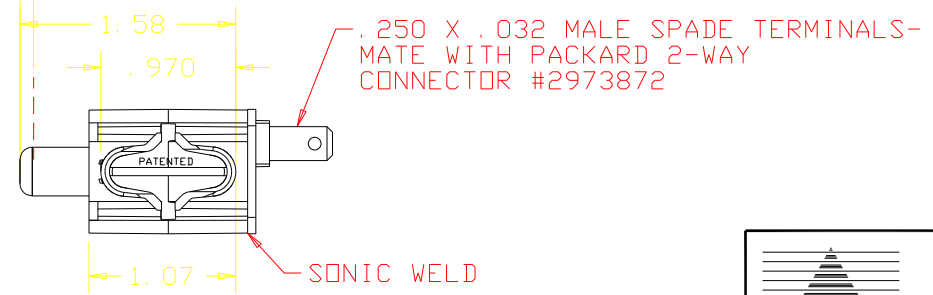 1.58
.250 X .032 MALE SPADE TERMINALS-
MATE WITH PACKARD 2-WAY
CONNECTOR #2973872
.970
PATENTED
SONIC WELD
1.07